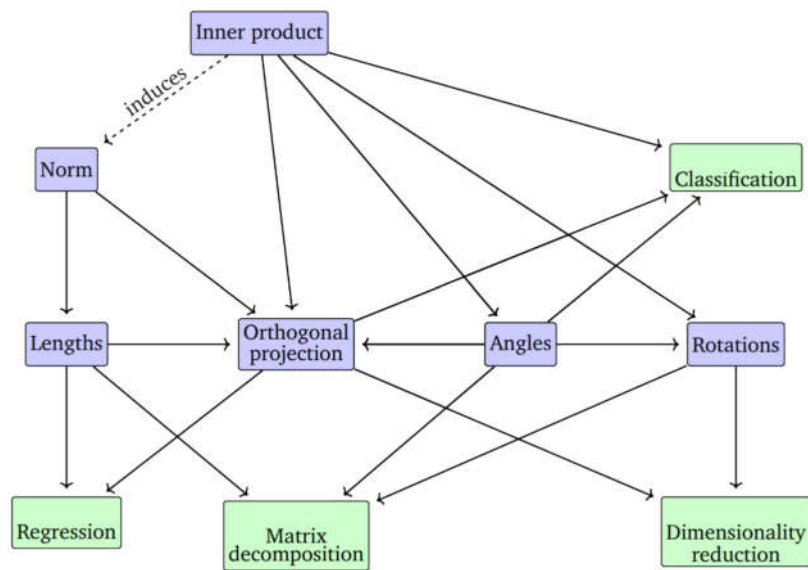 Inner product
induces
Norm
Classification
Lengths
Orthogonal
projection
Angles
Rotations
Regression
Matrix
decomposition
Dimensionality
reduction